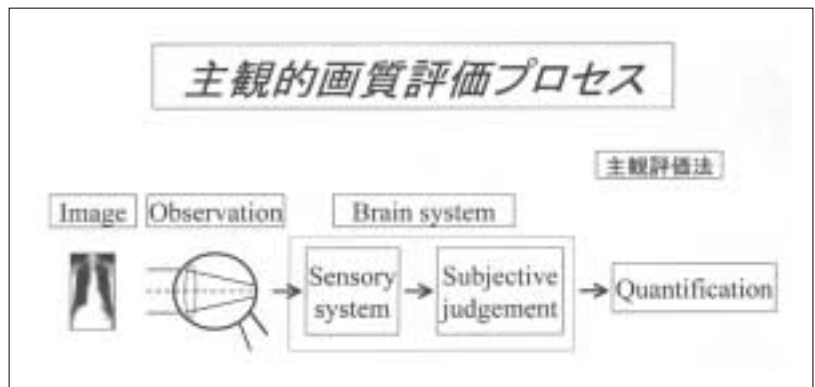 主観的画質評価プロセス
主観評価法
Image
Observation
Brain system
Sensory
system
Subjective
judgement
Quantification